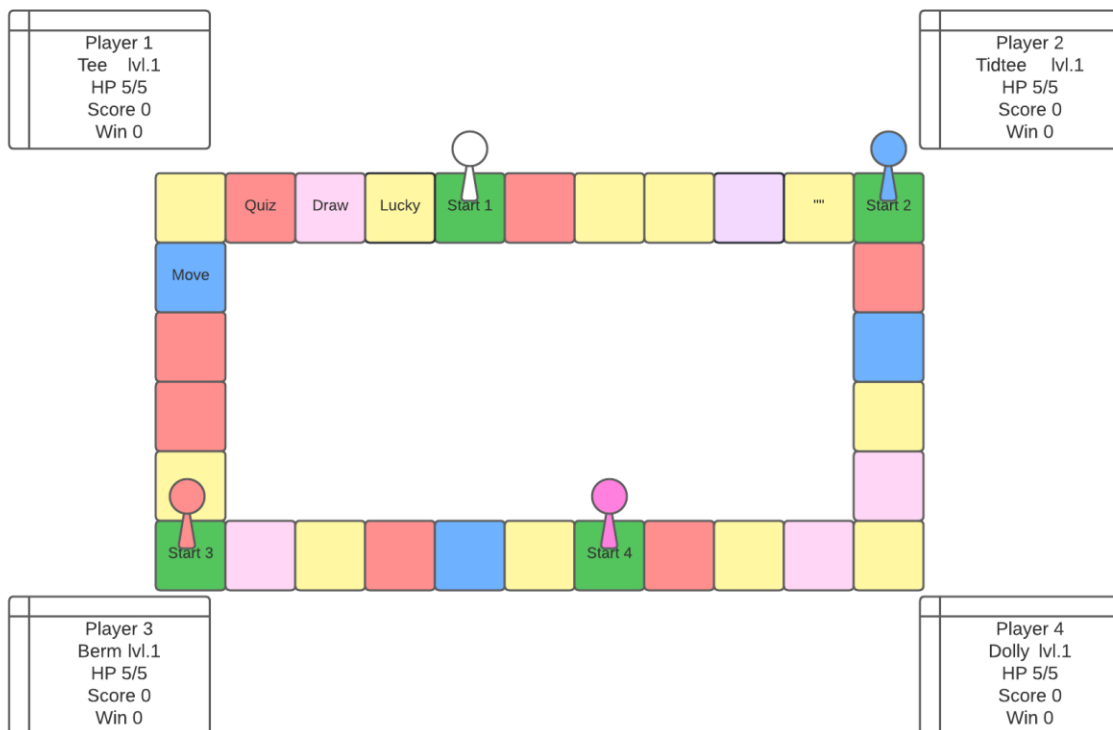 Player 1
Tee lvl.1
HP 5/5
Score 0
Win 0
Player 2
Tidtee lvl.1
HP 5/5
Score 0
Win 0
Quiz
Draw
Lucky
Start 1
""
Start 2
Move
Start 3
Start 4
Player 3
Berm lvl.1
HP 5/5
Score 0
Win 0
Player 4
Dolly lvl.1
HP 5/5
Score 0
Win 0